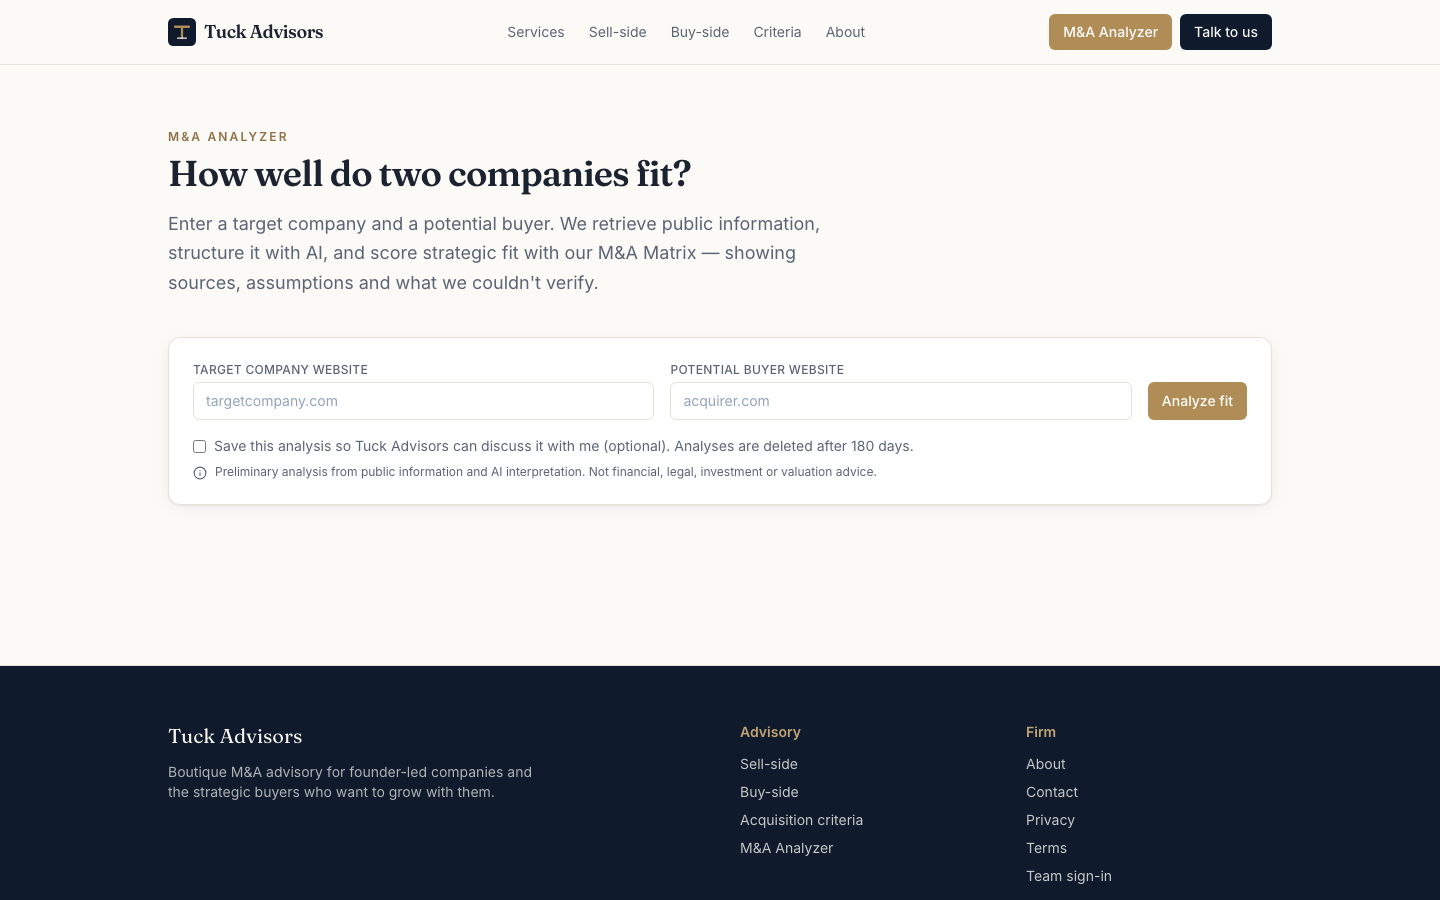 Tuck Advisors
Services
Sell-side
Buy-side
Criteria
About
M&A Analyzer
Talk to us
M&A ANALYZER
How well do two companies fit?
Enter a target company and a potential buyer. We retrieve public information,
structure it with AI, and score strategic fit with our M&A Matrix — showing
sources, assumptions and what we couldn't verify.
TARGET COMPANY WEBSITE
targetcompany.com
POTENTIAL BUYER WEBSITE
acquirer.com
Analyze fit
Save this analysis so Tuck Advisors can discuss it with me (optional). Analyses are deleted after 180 days.
Preliminary analysis from public information and AI interpretation. Not financial, legal, investment or valuation advice.
Tuck Advisors
Boutique M&A advisory for founder-led companies and
the strategic buyers who want to grow with them.
Advisory
Sell-side
Buy-side
Acquisition criteria
M&A Analyzer
Firm
About
Contact
Privacy
Terms
Team sign-in